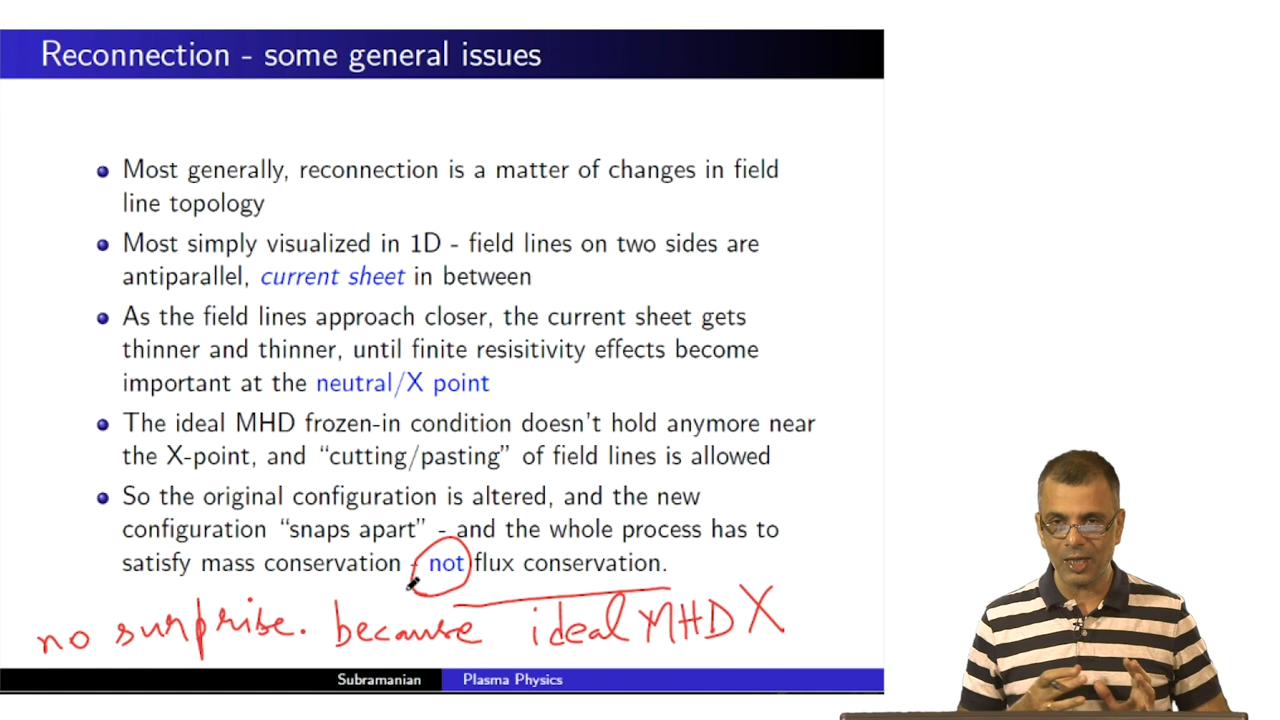 Reconnection - some general issues
Most generally, reconnection is a matter of changes in field
line topology
Most simply visualized in 1D - field lines on two sides are
antiparallel, current sheet in between
As the field lines approach closer, the current sheet gets
thinner and thinner, until finite resisitivity effects become
important at the neutral/X point
The ideal MHD frozen-in condition doesn't hold anymore near
the X-point, and "cutting/pasting" of field lines is allowed
So the original configuration is altered, and the new
configuration "snaps apart" - and the whole process has to
satisfy mass conservation - not flux conservation.
no surprise. because ideal MHD X
Subramanian Plasma Physics